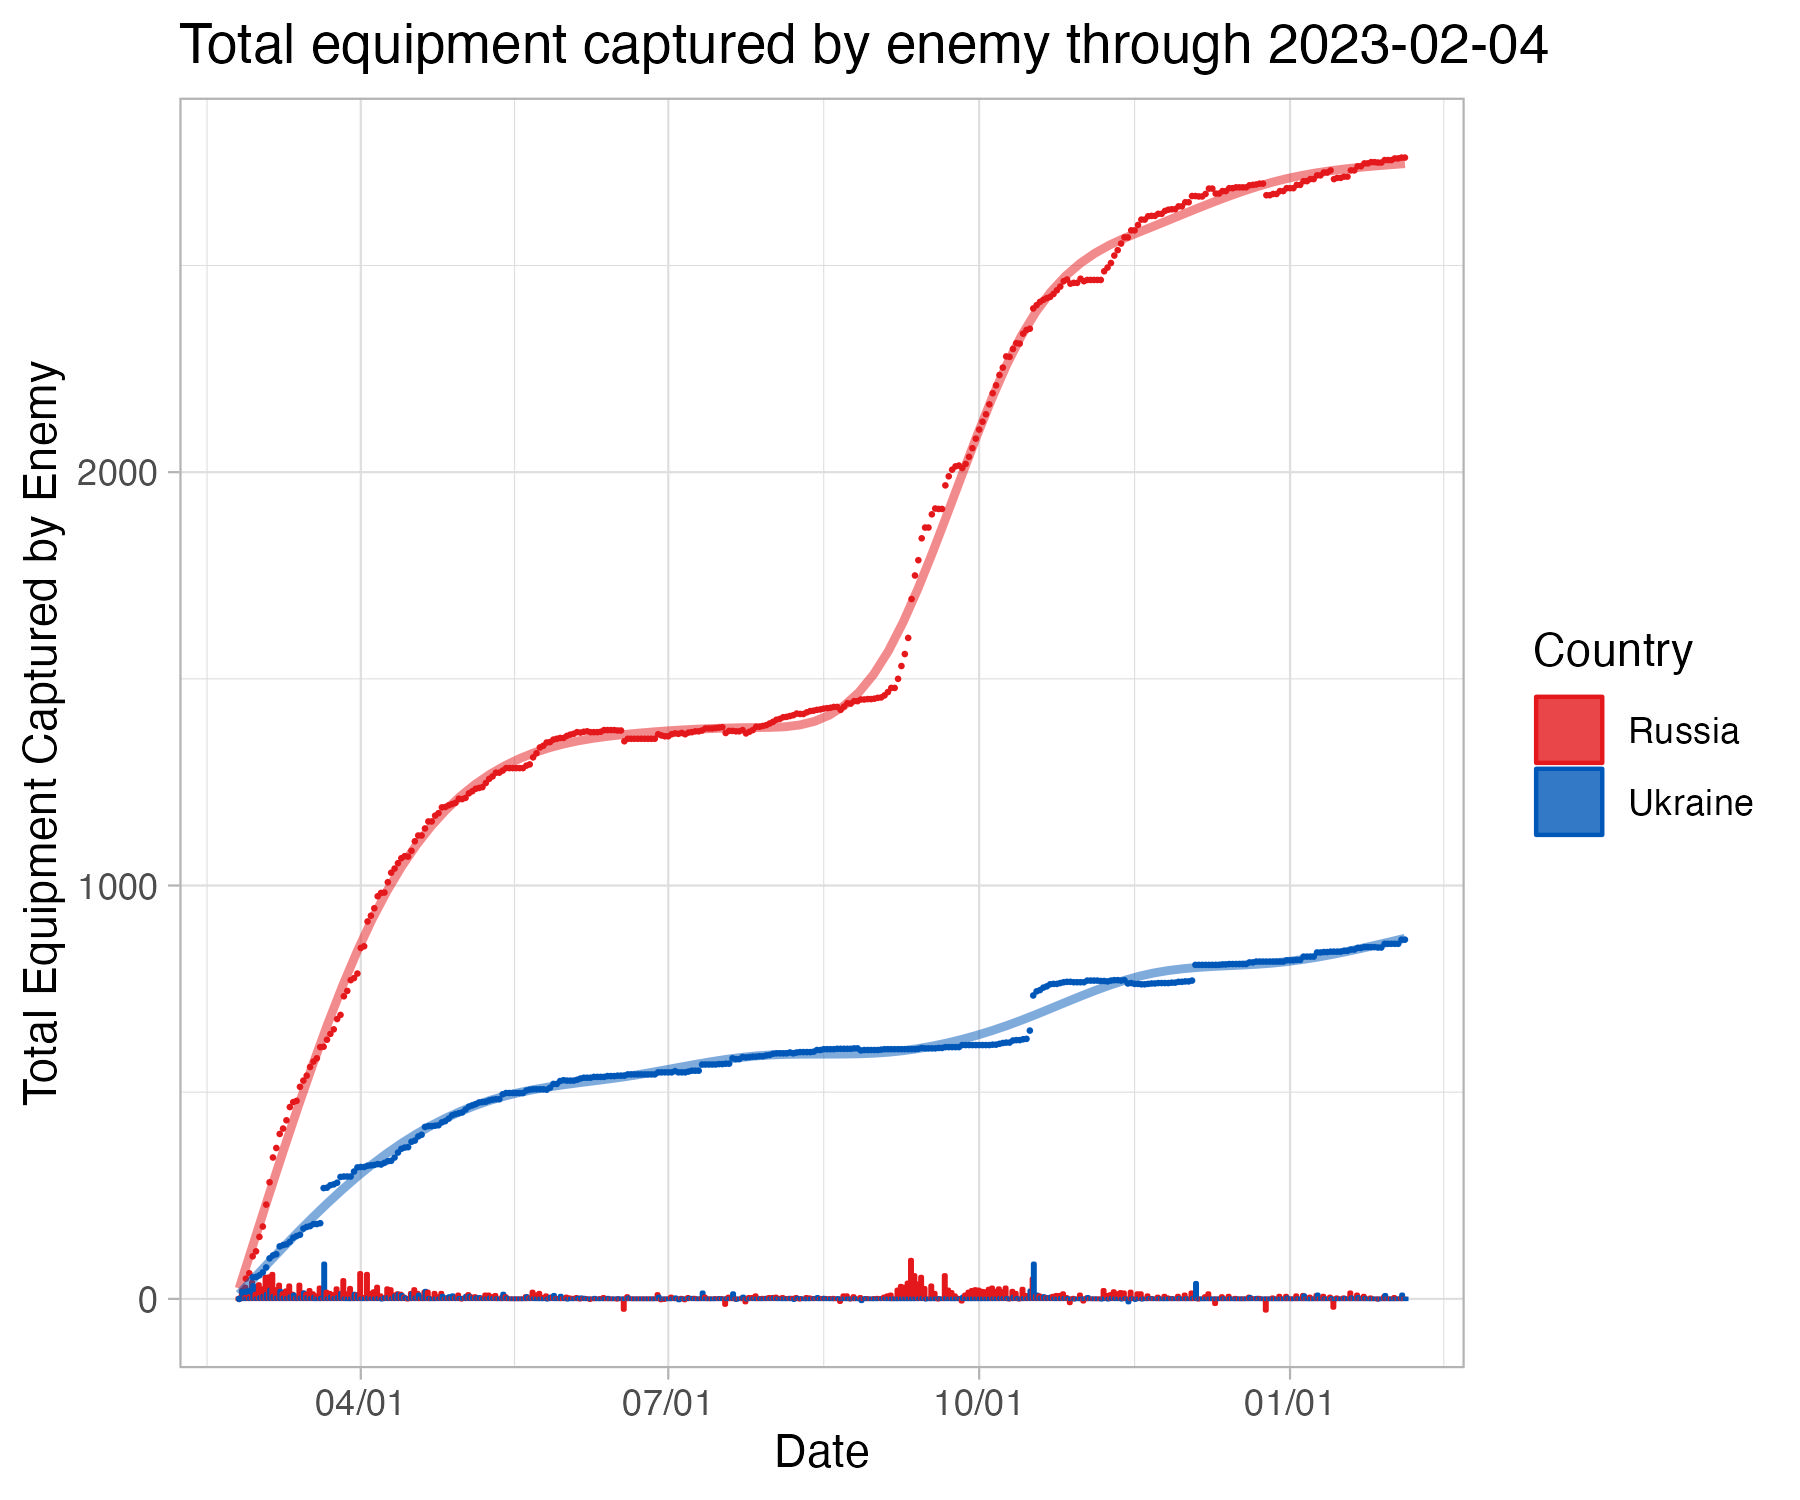 Total equipment captured by enemy through 2023-02-04
Total Equipment Captured by Enemy
2000
1000
0
04/01
07/01
10/01
01/01
Date
Country
Russia
Ukraine